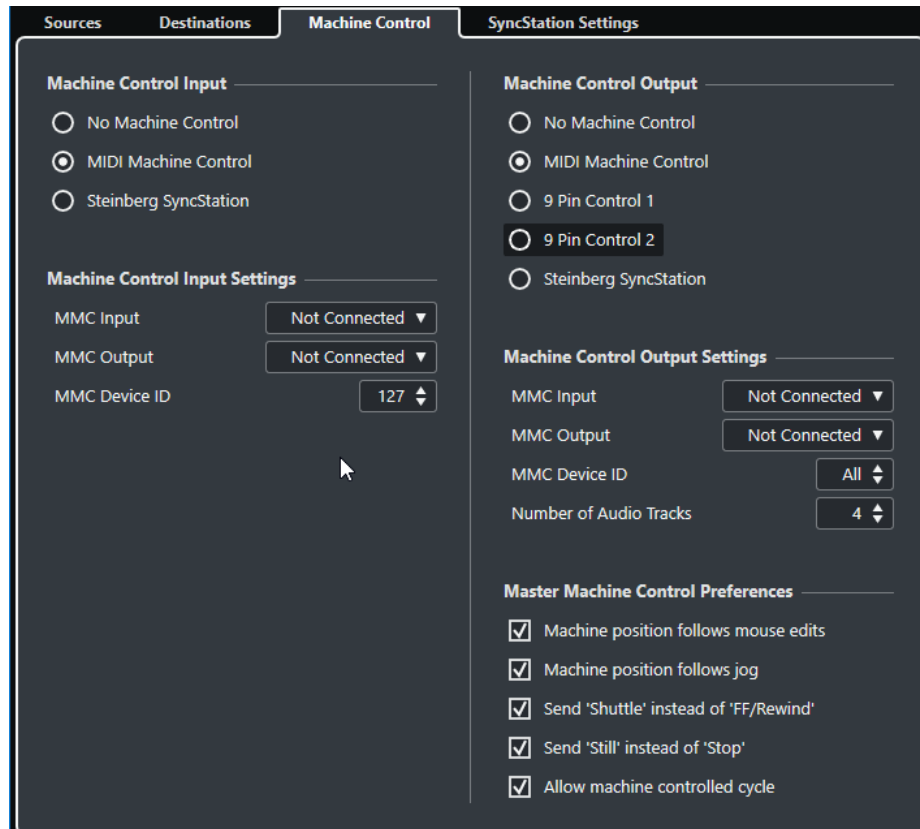 Sources Destinations Machine Control SyncStation Settings
Machine Control Input
No Machine Control
MIDI Machine Control
Steinberg SyncStation
Machine Control Input Settings
MMC Input Not Connected
MMC Output Not Connected
MMC Device ID 127
Machine Control Output
No Machine Control
MIDI Machine Control
9 Pin Control 1
9 Pin Control 2
Steinberg SyncStation
Machine Control Output Settings
MMC Input Not Connected
MMC Output Not Connected
MMC Device ID All
Number of Audio Tracks 4
Master Machine Control Preferences
Machine position follows mouse edits
Machine position follows jog
Send 'Shuttle' instead of 'FF/Rewind'
Send 'Still' instead of 'Stop'
Allow machine controlled cycle